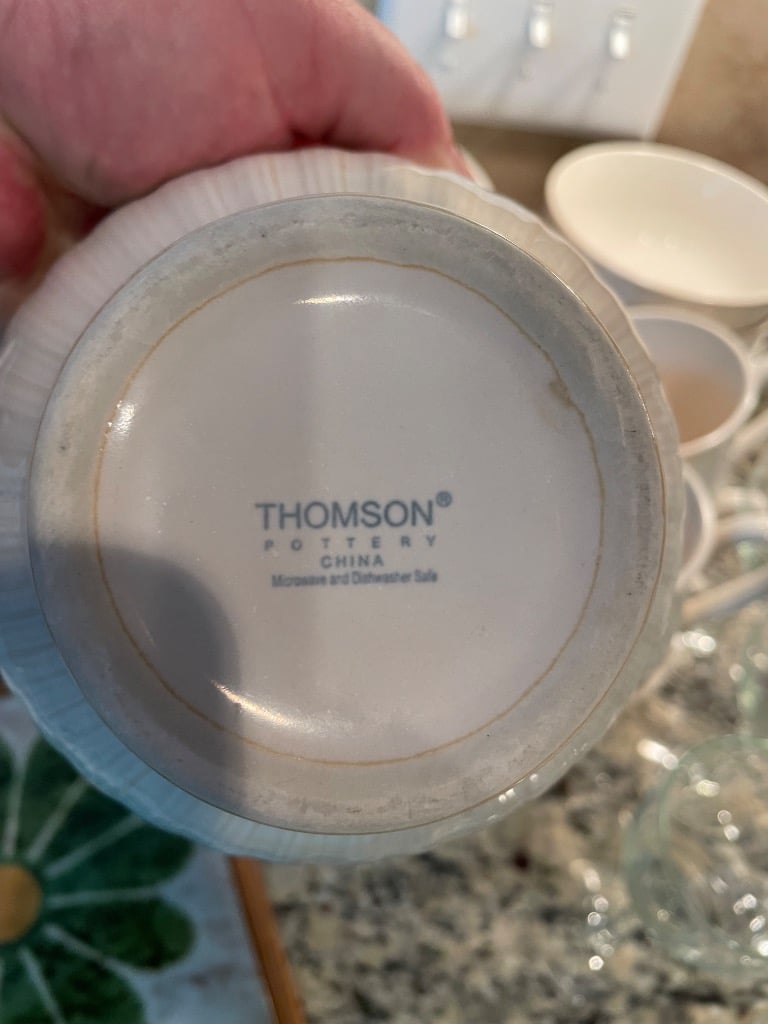 THOMSON®
POTTERY
CHINA
Microwave and Dishwasher Safe